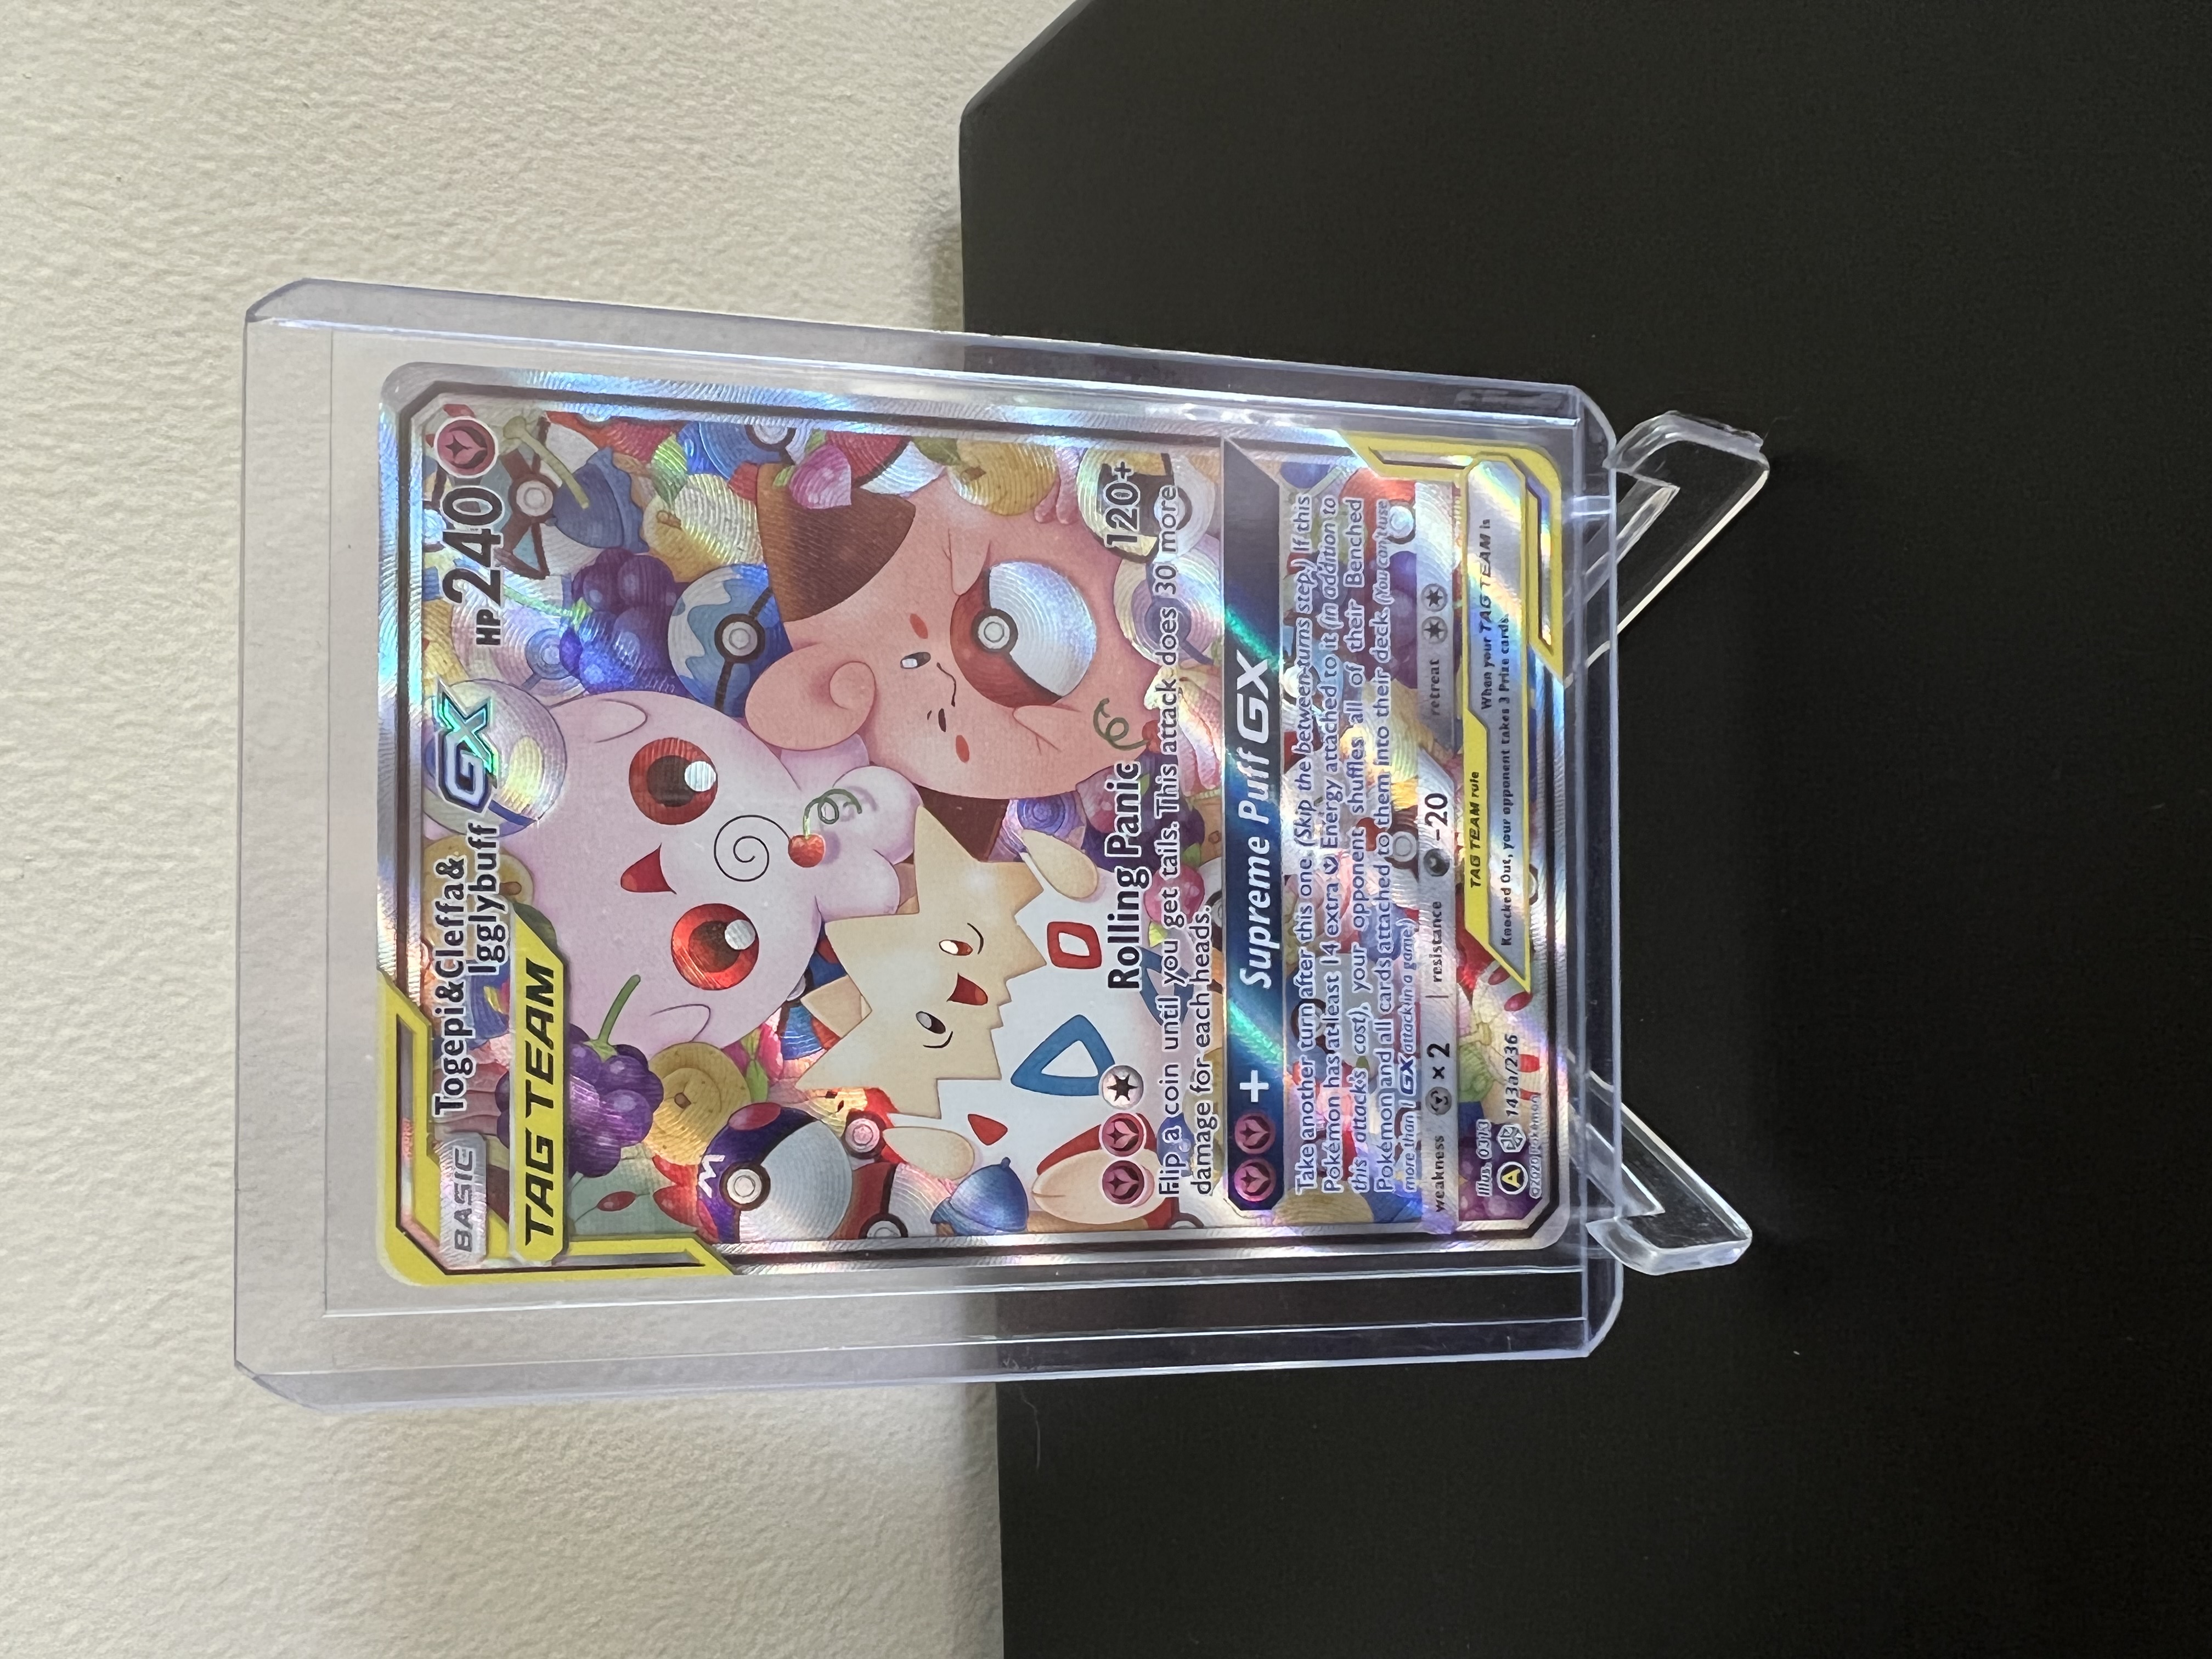 BASIC
Togepi&Cleffa&
Igglybuff GX HP 240
TAG TEAM
M
Rolling Panic 120+
Flip a coin until you get tails. This attack does 30 more
damage for each heads.
+ Supreme Puff GX
Take another turn after this one. (Skip the between-turns step.) If this
Pokémon has at least 14 extra Energy attached to it (in addition to
this attack's cost), your opponent shuffles all of their Benched
Pokémon and all cards attached to them into their deck. (You can't use
more than 1 GX attack in a game.)
weakness ×2 resistance -20 retreat
Illus. 0313
TAG TEAM rule
When your TAG TEAM is
Knocked Out, your opponent takes 3 Prize cards.
A 143a/236
©2020 Pokémon